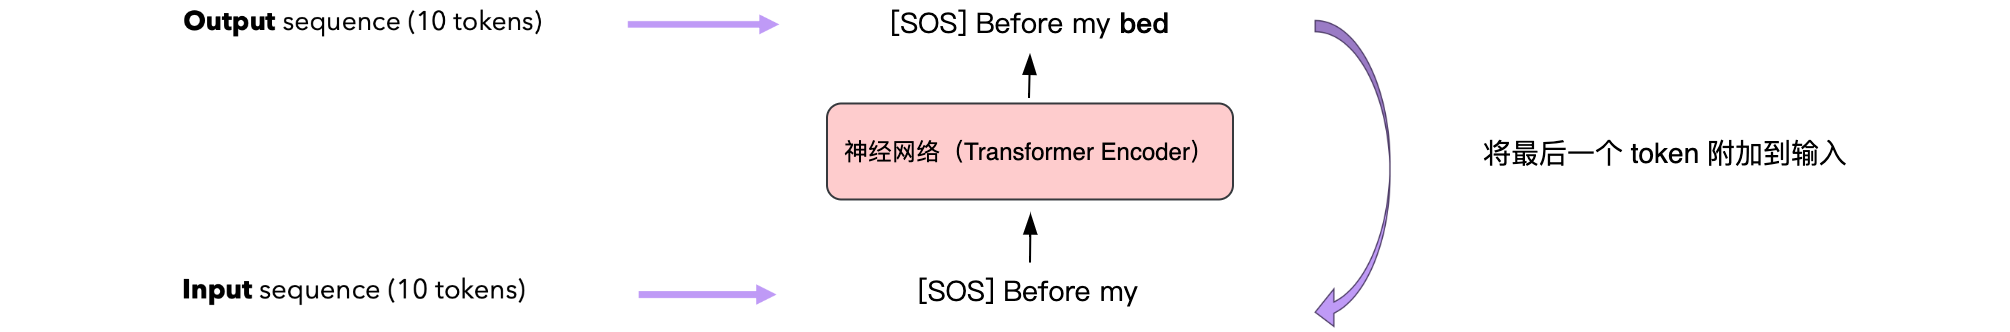 Output sequence (10 tokens)
[SOS] Before my bed
神经网络（Transformer Encoder）
将最后一个 token 附加到输入
Input sequence (10 tokens)
[SOS] Before my